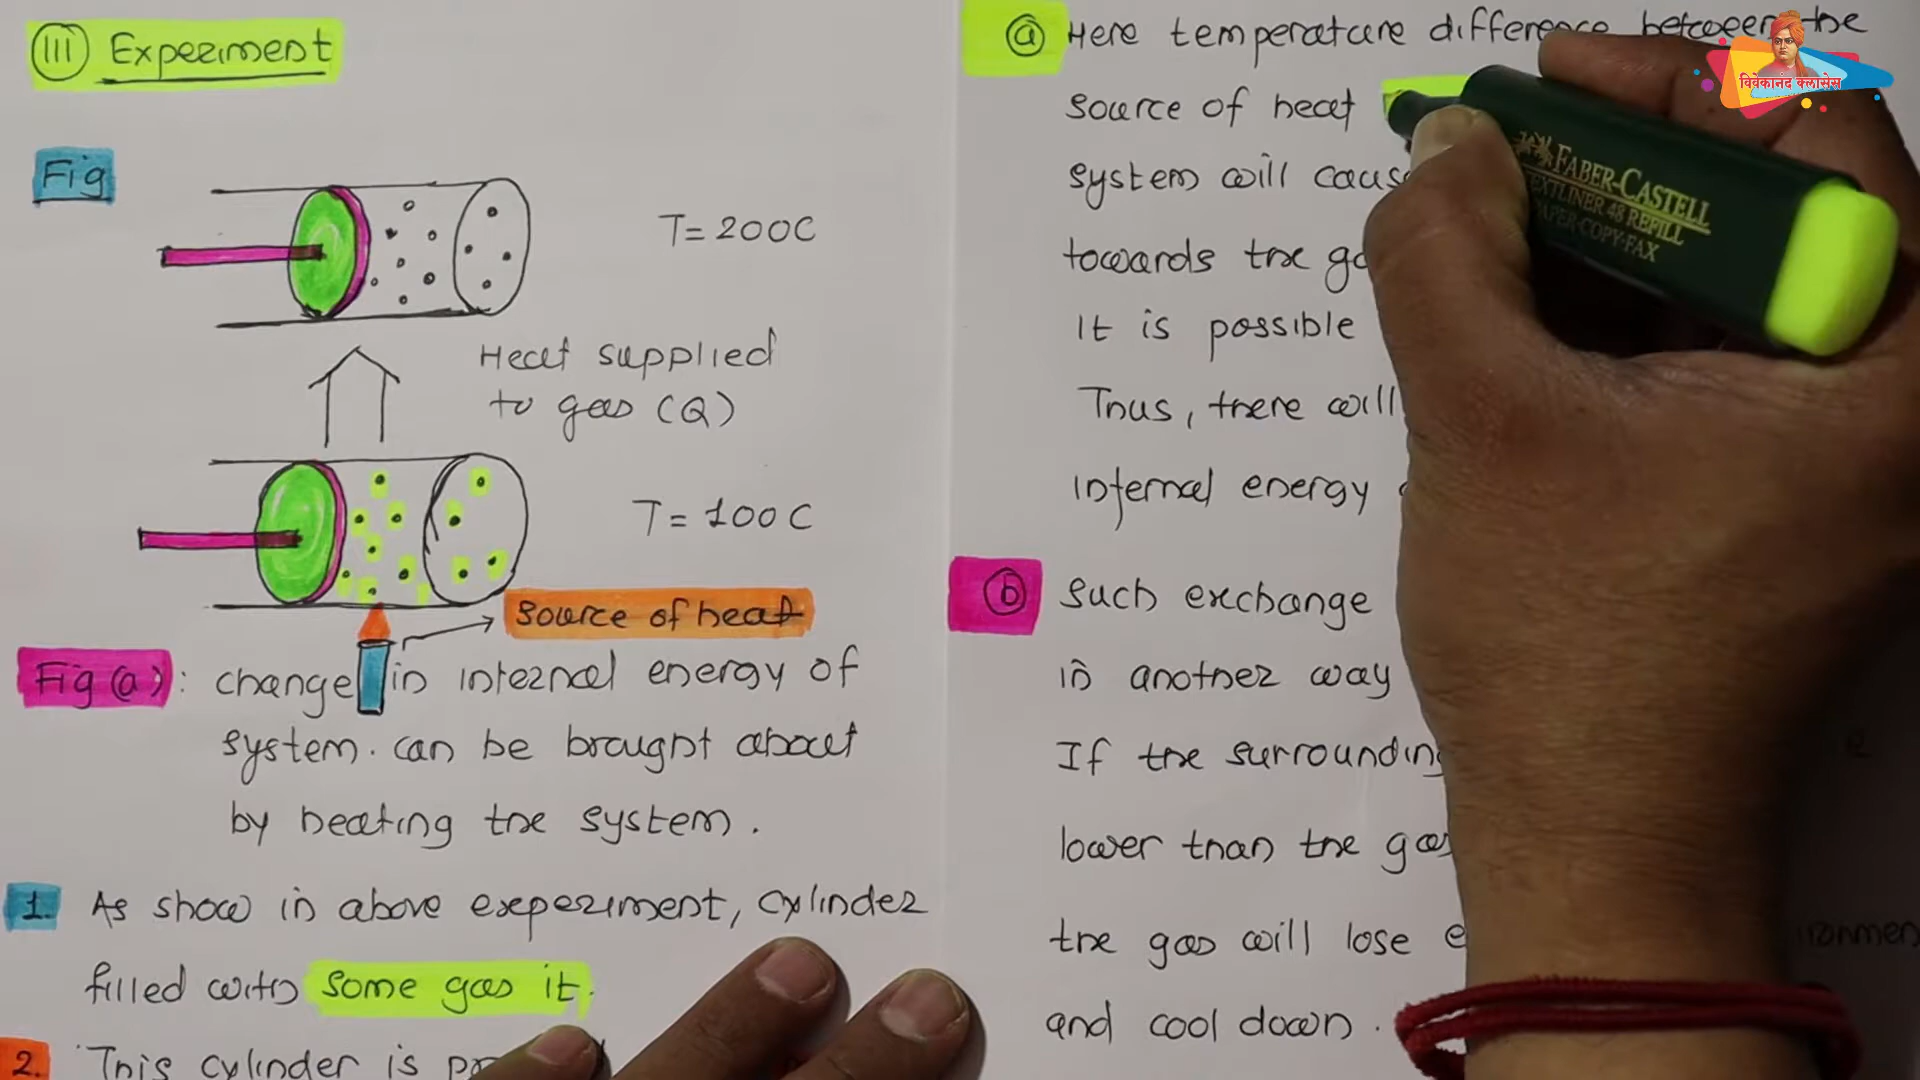 III Experiment
Fig
T= 200C
Heat supplied
to gas (Q)
T= 100C
source of heat
Fig (a): change in internal energy of
system. can be brought about
by heating the system.
1. As show in above experiment, cylinder
filled with some gas it.
2. This cylinder is
a Here temperature difference between the
source of heat
system will
towards the
It is possible
Thus, there will
internal energy
b Such exchange
in another way
If the
lower than the gas
the gas will lose
and cool down.
FABER-CASTELL
TEXTLINER 48 REFILL
PAPER·COPY·FAX
विवेकानंद क्लासेस